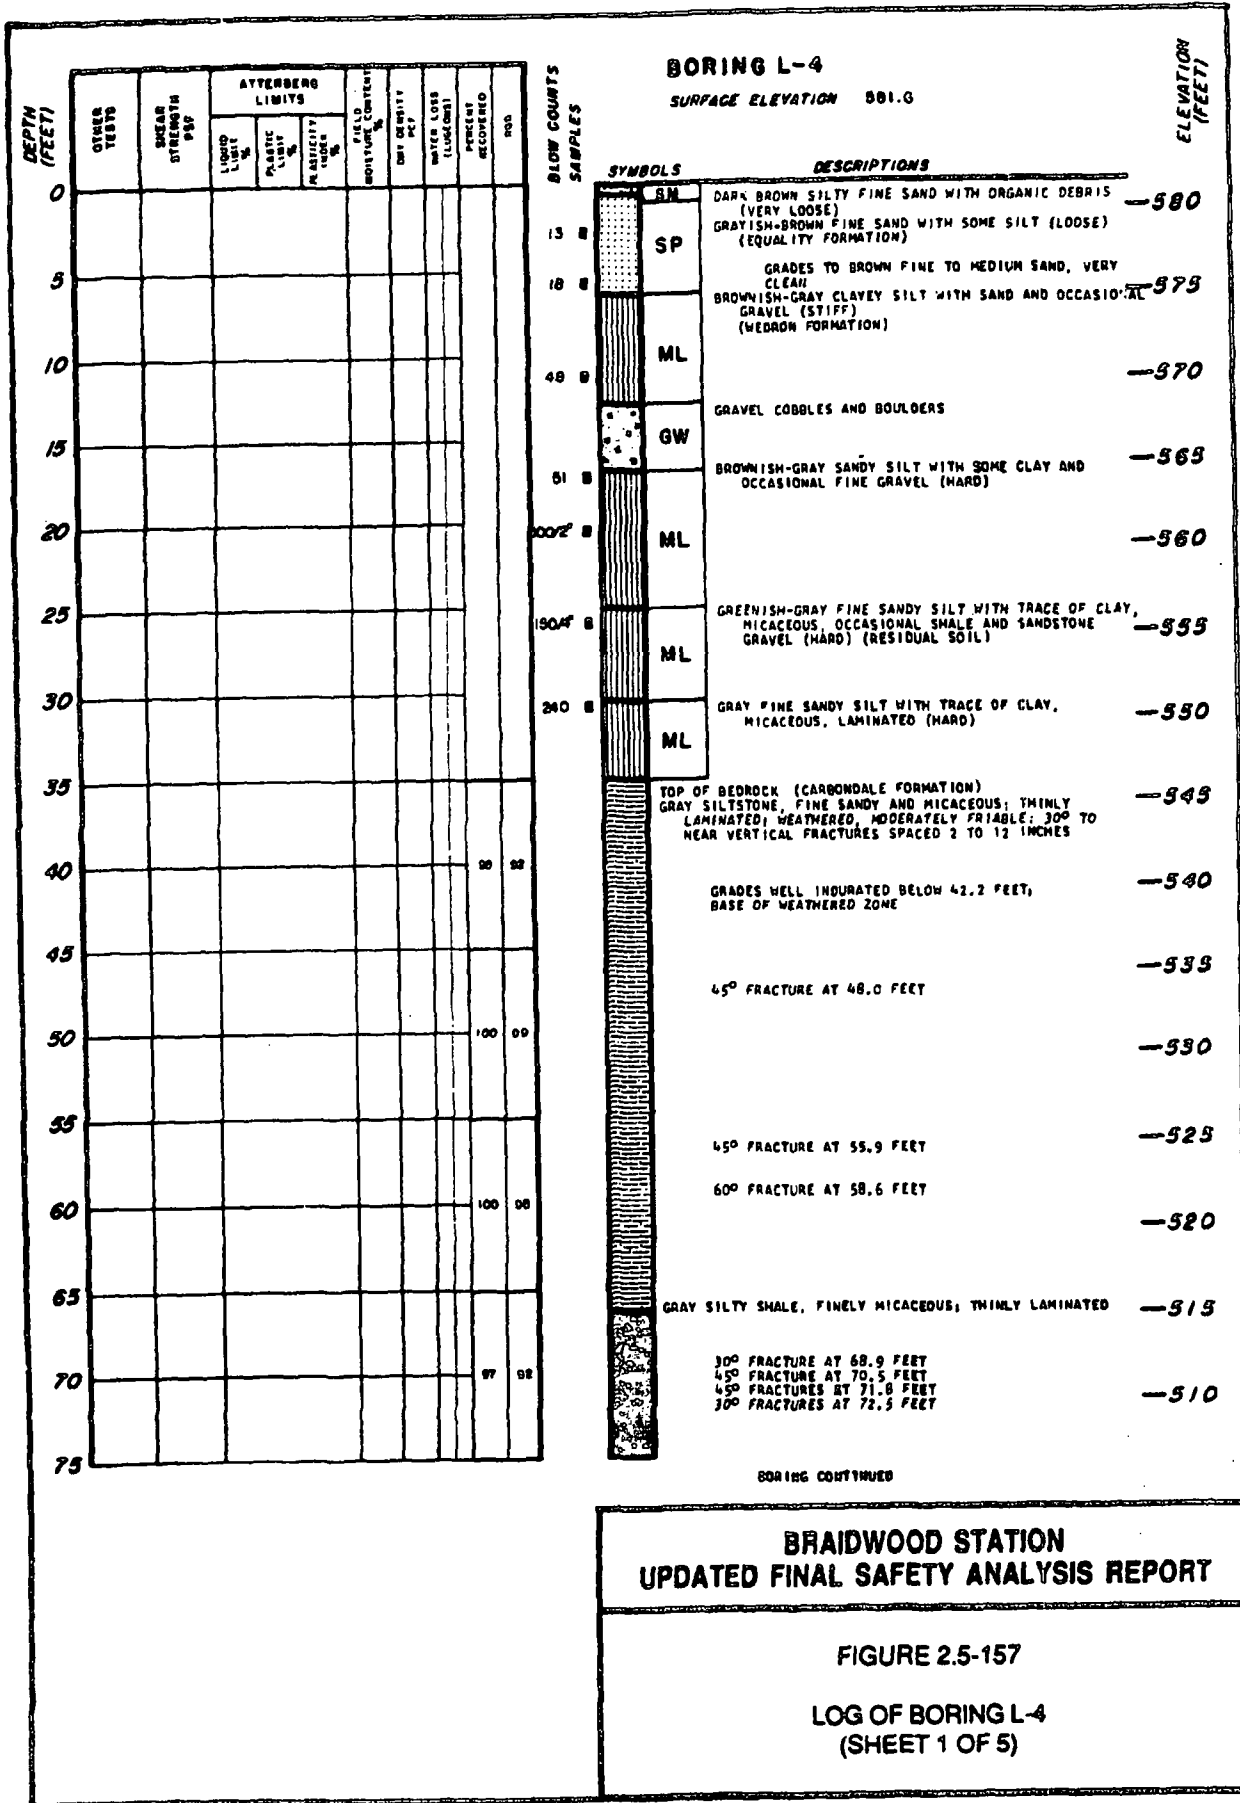 BORING L-4
SURFACE ELEVATION
DEPTH (FEET)
OTHER TESTS
SHEAR STRENGTH PSF
ATTENBERG LIMITS
LIQUID LIMIT %
PLASTIC LIMIT %
PLASTICITY INDEX %
FIELD MOISTURE CONTENT %
DRY DENSITY PCF
WATER LOSS (LUGEONS)
PERCENT RECOVERED
RQD
BLOW COUNTS
SAMPLES
SYMBOLS
DESCRIPTIONS
ELEVATION (FEET)
0
SM
DARK BROWN SILTY FINE SAND WITH ORGANIC DEBRIS
—580
(VERY LOOSE)
GRAYISH-BROWN FINE SAND WITH SOME SILT (LOOSE)
13
SP
(EQUALITY FORMATION)
GRADES TO BROWN FINE TO MEDIUM SAND, VERY
5
18
CLEAN
—575
BROWNISH-GRAY CLAYEY SILT WITH SAND AND OCCASIONAL
GRAVEL (STIFF)
(WEDRON FORMATION)
10
ML
48
—570
GRAVEL COBBLES AND BOULDERS
GW
15
—565
BROWNISH-GRAY SANDY SILT WITH SOME CLAY AND
OCCASIONAL FINE GRAVEL (HARD)
20
ML
—560
25
GREENISH-GRAY FINE SANDY SILT WITH TRACE OF CLAY,
MICACEOUS, OCCASIONAL SHALE AND SANDSTONE
—555
GRAVEL (HARD) (RESIDUAL SOIL)
ML
30
240
GRAY FINE SANDY SILT WITH TRACE OF CLAY,
—550
MICACEOUS, LAMINATED (HARD)
ML
35
TOP OF BEDROCK (CARBONDALE FORMATION)
—545
GRAY SILTSTONE, FINE SANDY AND MICACEOUS; THINLY
LAMINATED; WEATHERED, MODERATELY FRIABLE; 30° TO
NEAR VERTICAL FRACTURES SPACED 2 TO 12 INCHES
40
—540
GRADES WELL INDURATED BELOW 42.2 FEET,
BASE OF WEATHERED ZONE
45
—535
45° FRACTURE AT 48.0 FEET
50
100
99
—530
55
—525
45° FRACTURE AT 55.9 FEET
60° FRACTURE AT 58.6 FEET
60
100
98
—520
65
GRAY SILTY SHALE, FINELY MICACEOUS; THINLY LAMINATED
—515
30° FRACTURE AT 68.9 FEET
70
97
45° FRACTURE AT 70.5 FEET
45° FRACTURES AT 71.8 FEET
—510
30° FRACTURES AT 72.5 FEET
75
BORING CONTINUED
BRAIDWOOD STATION
UPDATED FINAL SAFETY ANALYSIS REPORT
FIGURE 2.5-157
LOG OF BORING L-4
(SHEET 1 OF 5)